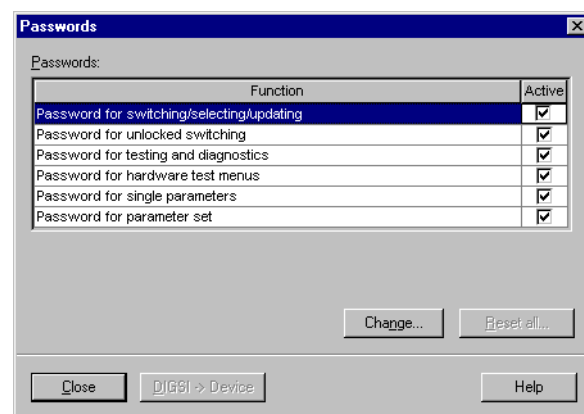 Passwords
Passwords:
Function Active
Password for switching/selecting/updating
Password for unlocked switching
Password for testing and diagnostics
Password for hardware test menus
Password for single parameters
Password for parameter set
Change... Reset all...
Close DIGSI -> Device Help